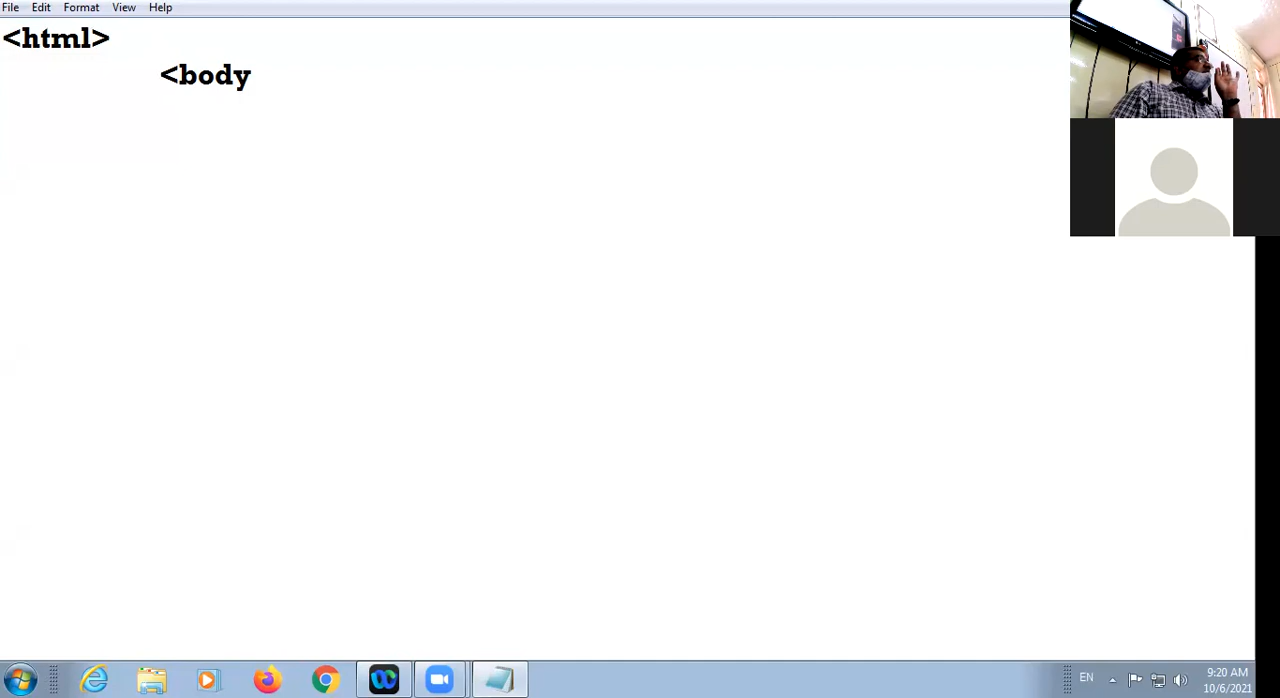 File Edit Format View Help
<html>
<body
EN
9:20 AM
10/6/2021